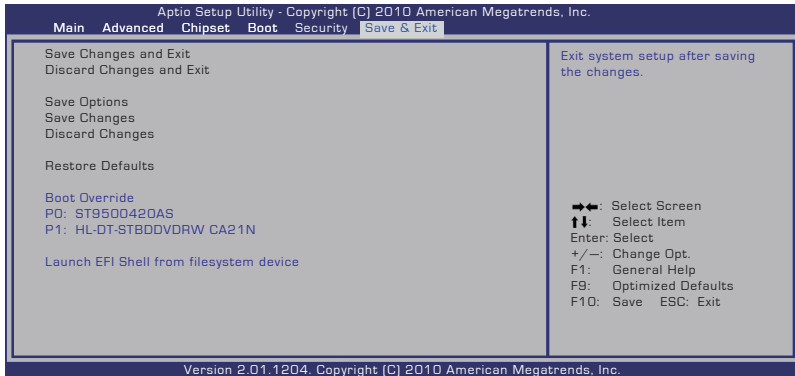 Aptio Setup Utility - Copyright (C) 2010 American Megatrends, Inc.
Main Advanced Chipset Boot Security Save & Exit
Save Changes and Exit
Discard Changes and Exit
Save Options
Save Changes
Discard Changes
Restore Defaults
Boot Override
P0: ST9500420AS
P1: HL-DT-STBDDVDRW CA21N
Launch EFI Shell from filesystem device
Exit system setup after saving
the changes.
→←: Select Screen
↑↓: Select Item
Enter: Select
+/—: Change Opt.
F1: General Help
F9: Optimized Defaults
F10: Save ESC: Exit
Version 2.01.1204. Copyright (C) 2010 American Megatrends, Inc.